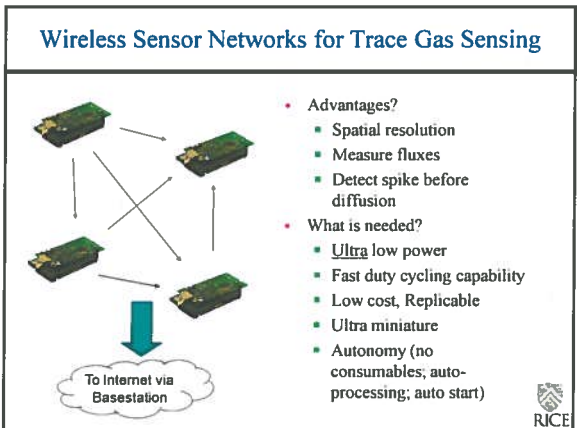 Wireless Sensor Networks for Trace Gas Sensing
Advantages?
Spatial resolution
Measure fluxes
Detect spike before
diffusion
What is needed?
Ultra low power
Fast duty cycling capability
Low cost, Replicable
Ultra miniature
Autonomy (no
consumables; auto-
processing; auto start)
To Internet via
Basestation
RICE